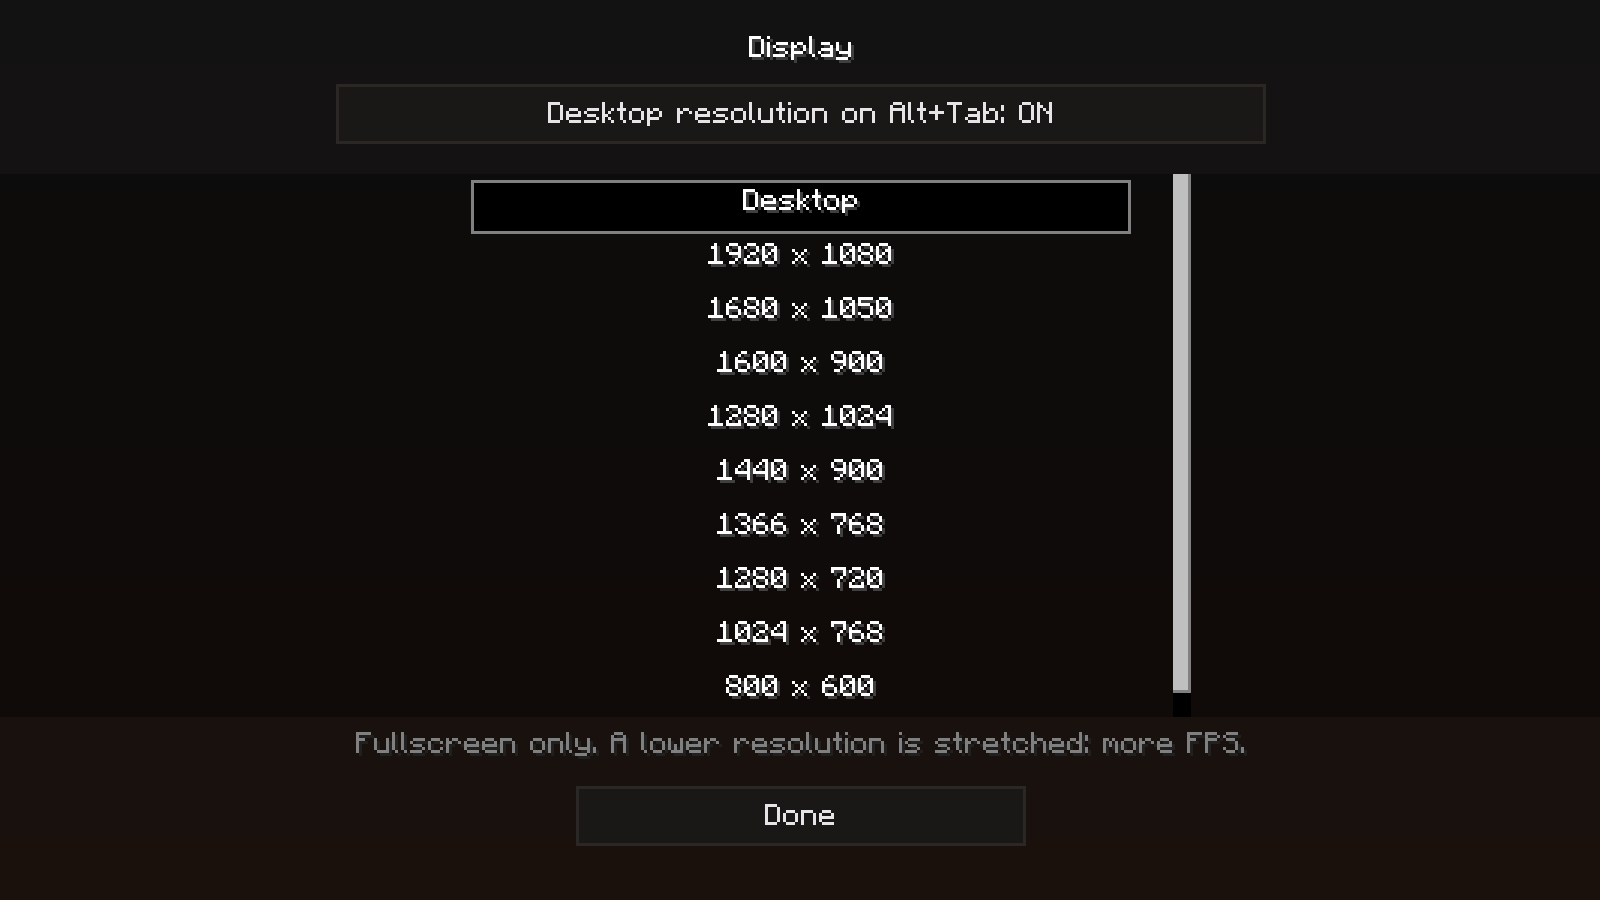 Display
Desktop resolution on Alt+Tab: ON
Desktop
1920 x 1080
1680 x 1050
1600 x 900
1280 x 1024
1440 x 900
1366 x 768
1280 x 720
1024 x 768
800 x 600
Fullscreen only. A lower resolution is stretched: more FPS.
Done